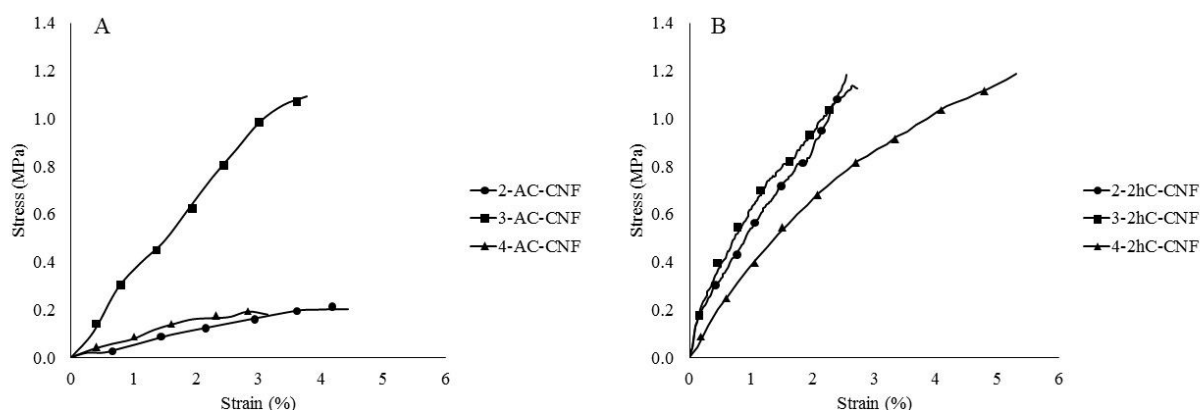 A
Stress (MPa)
1.4
1.2
1.0
0.8
0.6
0.4
0.2
0.0
0 1 2 3 4 5 6
Strain (%)
2-AC-CNF
3-AC-CNF
4-AC-CNF
B
Stress (MPa)
1.4
1.2
1.0
0.8
0.6
0.4
0.2
0.0
0 1 2 3 4 5 6
Strain (%)
2-2hC-CNF
3-2hC-CNF
4-2hC-CNF